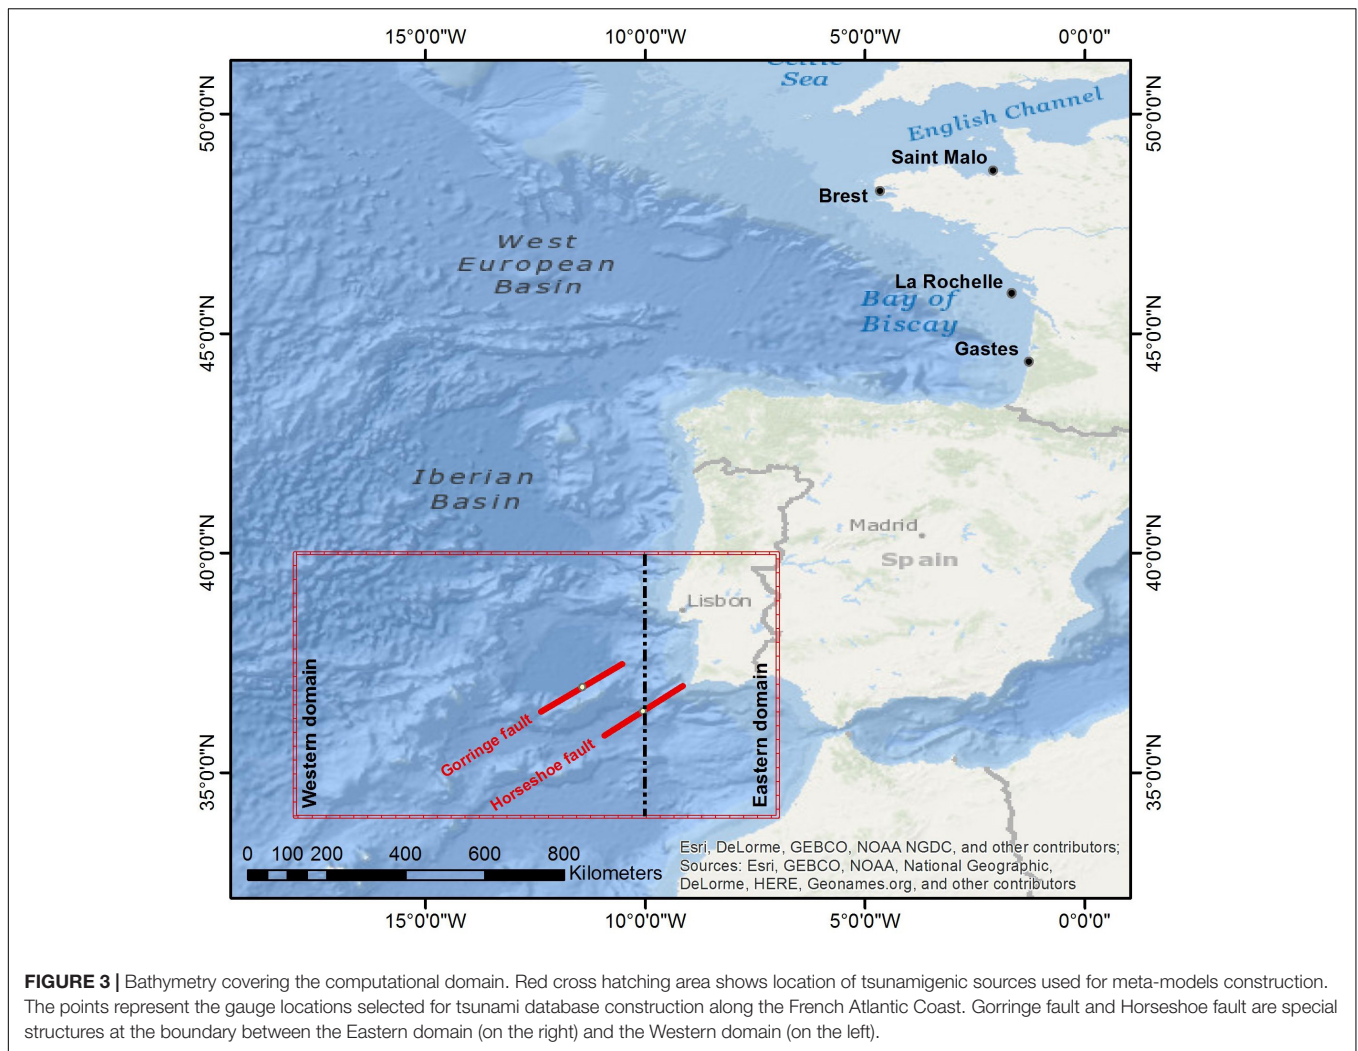 15°0'0"W 10°0'0"W 5°0'0"W 0°0'0"
50°0'0"N
50°0'0"N
Celtic
Sea
English Channel
Saint Malo
Brest
West
European
Basin
La Rochelle
Bay of
Biscay
45°0'0"N
45°0'0"N
Gastes
Iberian
Basin
Madrid
Spain
40°0'0"N
40°0'0"N
Lisbon
Western domain
Eastern domain
Gorringe fault
Horseshoe fault
35°0'0"N
35°0'0"N
0 100 200 400 600 800
Kilometers
Esri, DeLorme, GEBCO, NOAA NGDC, and other contributors;
Sources: Esri, GEBCO, NOAA, National Geographic,
DeLorme, HERE, Geonames.org, and other contributors
15°0'0"W 10°0'0"W 5°0'0"W 0°0'0"
FIGURE 3 | Bathymetry covering the computational domain. Red cross hatching area shows location of tsunamigenic sources used for meta-models construction.
The points represent the gauge locations selected for tsunami database construction along the French Atlantic Coast. Gorringe fault and Horseshoe fault are special
structures at the boundary between the Eastern domain (on the right) and the Western domain (on the left).